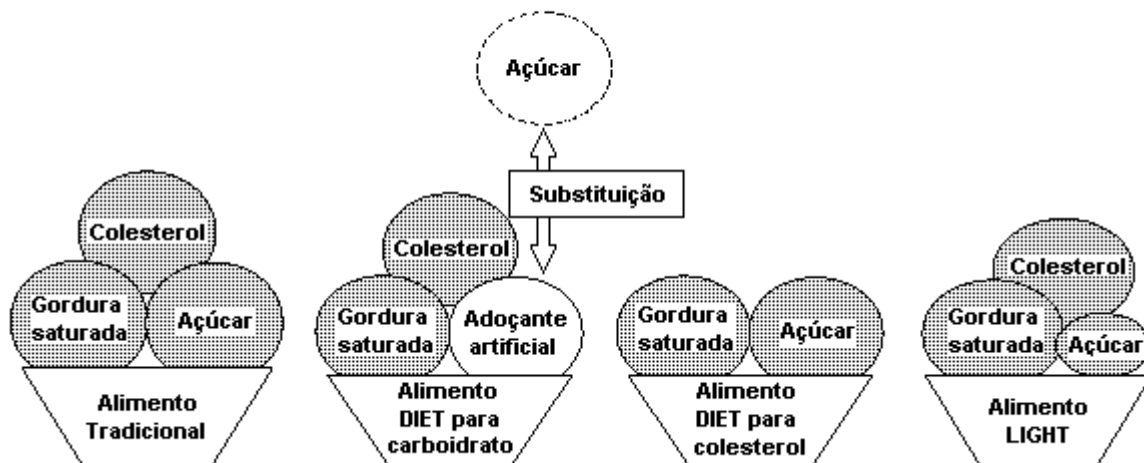 Açúcar
Substituição
Colesterol
Gordura
saturada
Açúcar
Alimento
Tradicional
Colesterol
Gordura
saturada
Adoçante
artificial
Alimento
DIET para
carboidrato
Gordura
saturada
Açúcar
Alimento
DIET para
colesterol
Colesterol
Gordura
saturada
Açúcar
Alimento
LIGHT